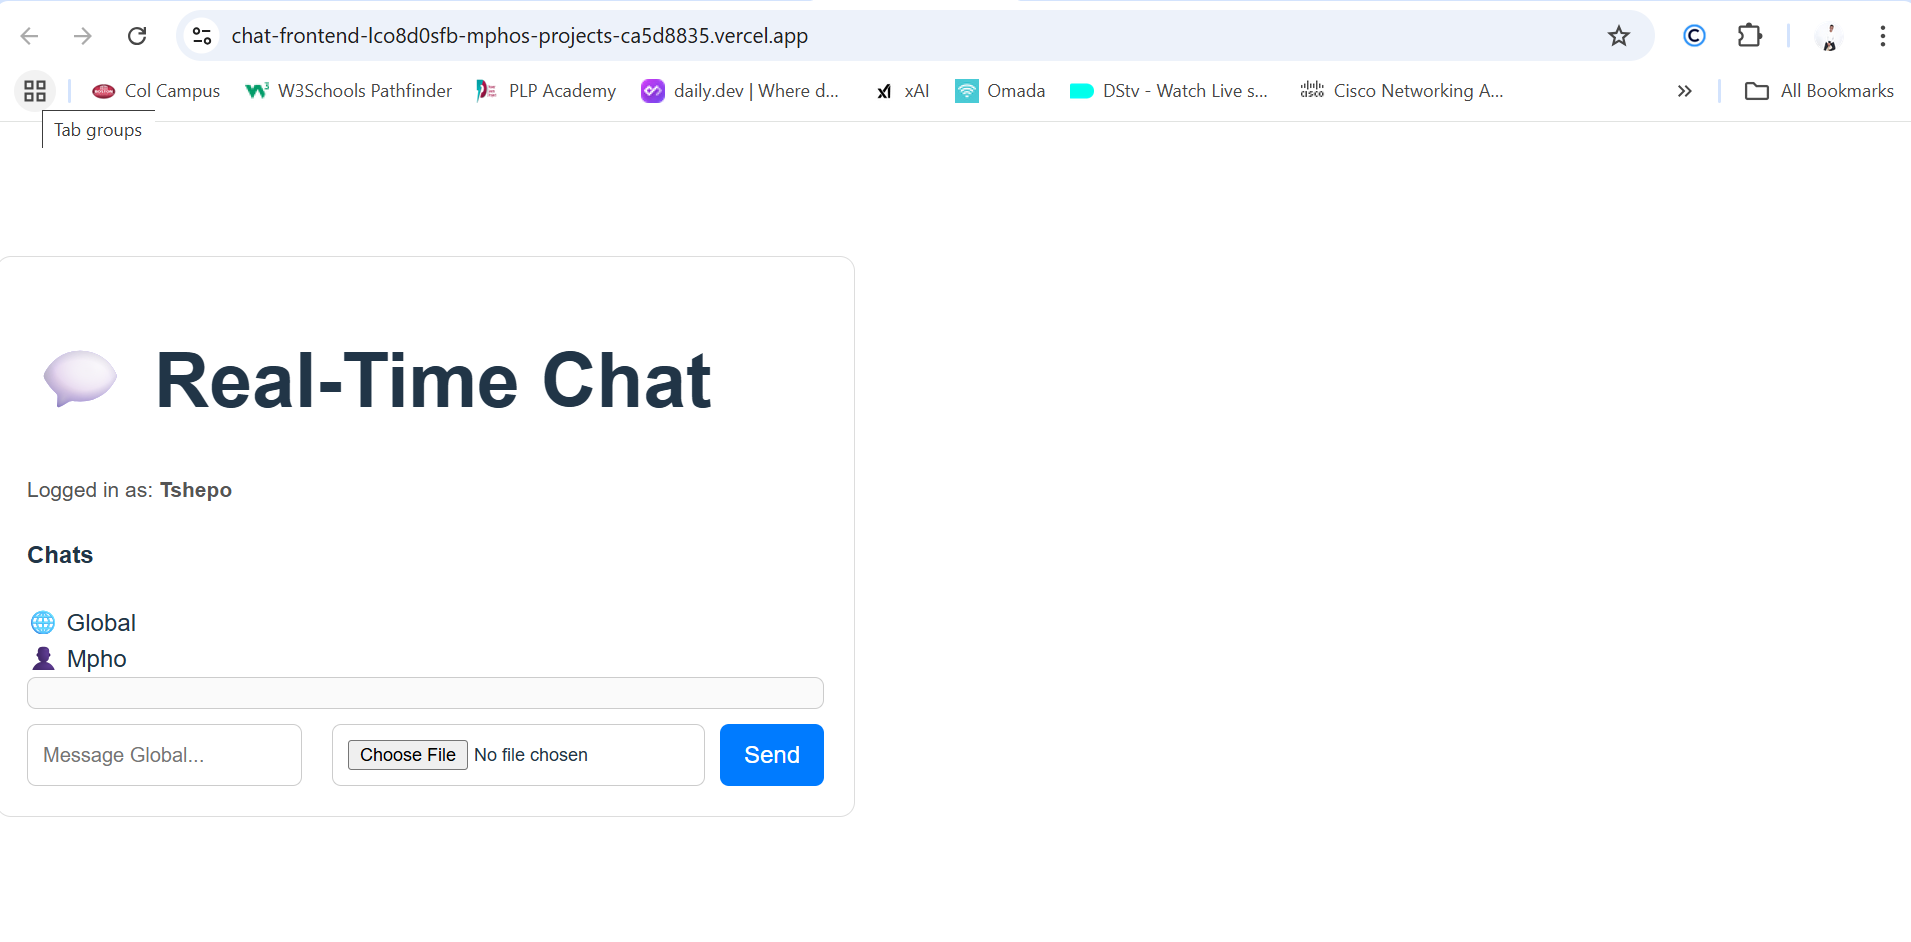 chat-frontend-lco8d0sfb-mphos-projects-ca5d8835.vercel.app
Col Campus W3Schools Pathfinder PLP Academy daily.dev | Where d... xAI Omada DStv - Watch Live s... Cisco Networking A... » All Bookmarks
Tab groups
Real-Time Chat
Logged in as: Tshepo
Chats
Global
Mpho
Message Global... Choose File No file chosen Send